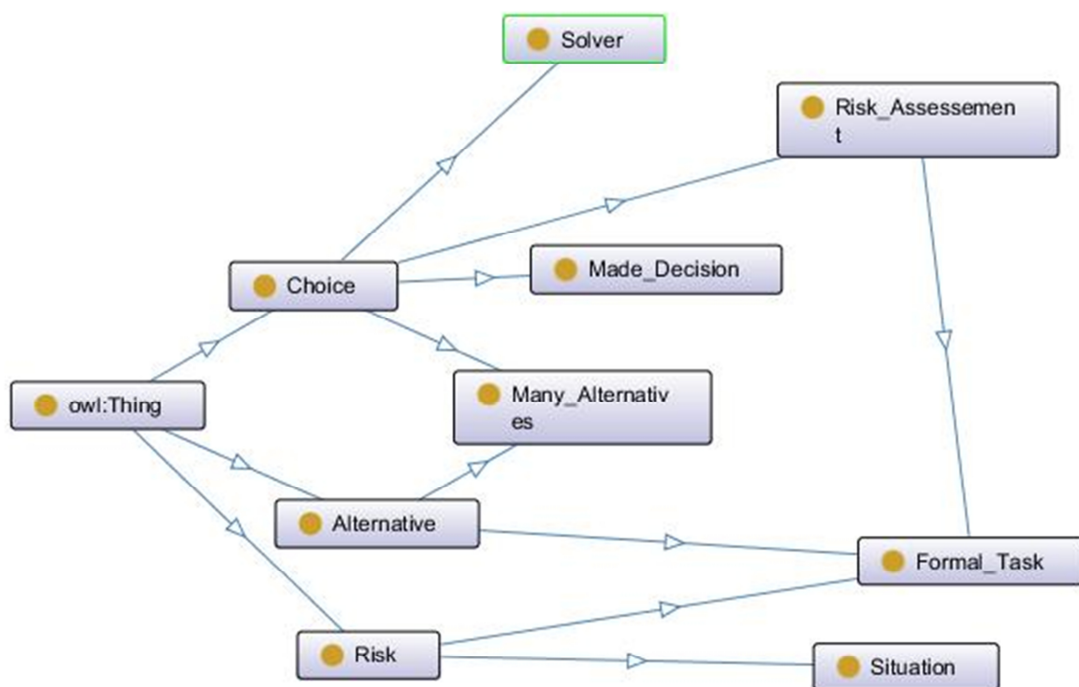 Solver
Risk_Assessemen
t
Made_Decision
Choice
Many_Alternativ
es
owl:Thing
Alternative
Formal_Task
Risk
Situation